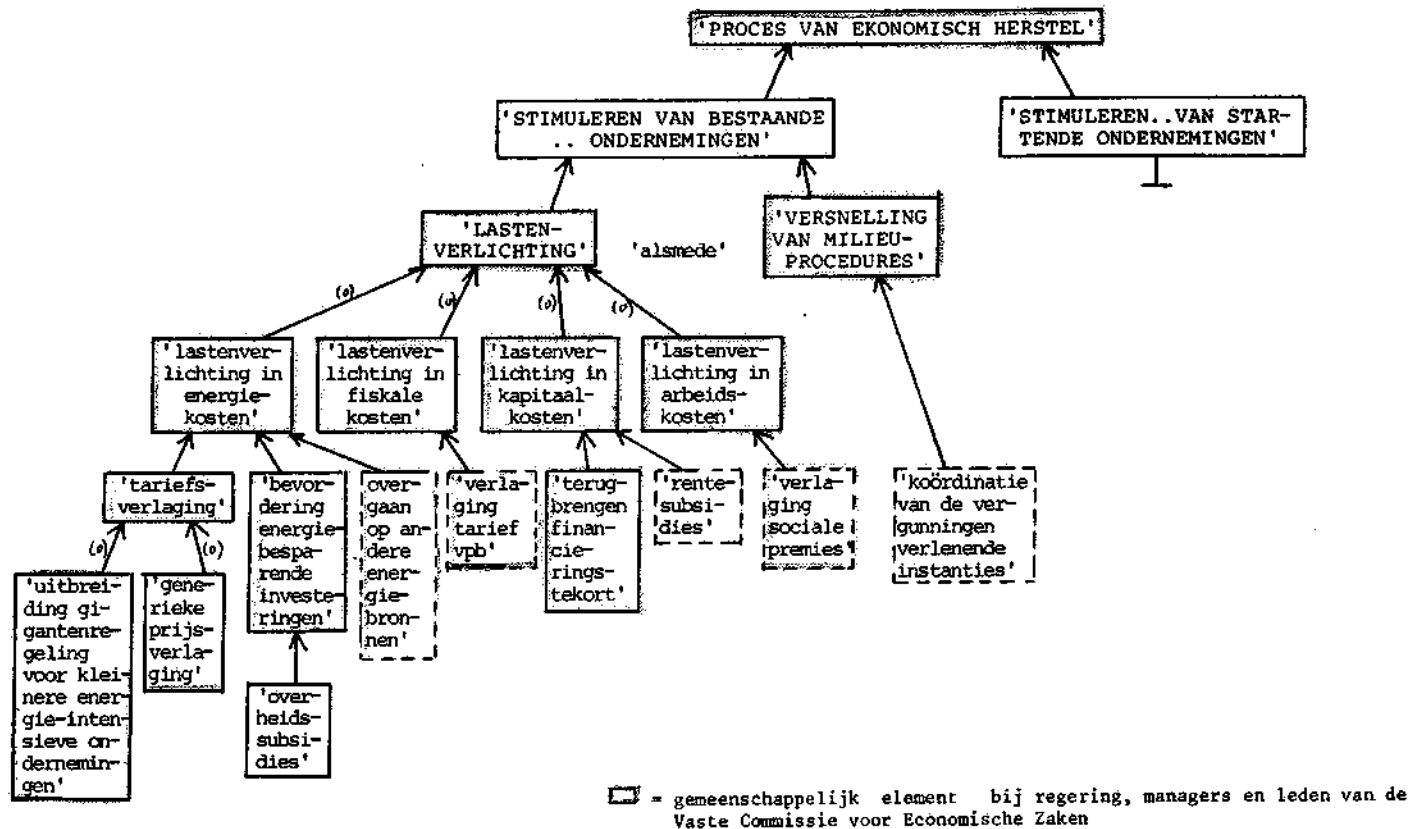 'PROCES VAN EKONOMISCH HERSTEL'
'STIMULEREN VAN BESTAANDE
.. ONDERNEMINGEN'
'STIMULEREN..VAN STAR-
TENDE ONDERNEMINGEN'
'LASTEN-
VERLICHTING'
'alsmede'
'VERSNELLING
VAN MILIEU-
PROCEDURES'
(o)
(o)
(o)
(o)
'lastenver-
lichting in
energie-
kosten'
'lastenver-
lichting in
fiskale
kosten'
'lastenver-
lichting in
kapitaal-
kosten'
'lastenver-
lichting in
arbeids-
kosten'
'tariefs-
verlaging'
'bevor-
dering
energie-
bespa-
rende
investe-
ringen'
over-
gaan
op an-
dere
ener-
gie-
bron-
nen'
'verla-
ging
tarief
vpb'
'terug-
brengen
finan-
cie-
rings-
tekort'
'rente-
subsi-
dies'
'verla-
ging
sociale
premies'
'koördinatie
van de ver-
gunningen
verlenende
instanties'
(o)
(o)
'uitbrei-
ding gi-
gantenre-
geling
voor klei-
nere ener-
gie-inten-
sieve on-
dernemin-
gen'
'gene-
rieke
prijs-
verla-
ging'
'over-
heids-
subsi-
dies'
= gemeenschappelijk element bij regering, managers en leden van de
Vaste Commissie voor Economische Zaken